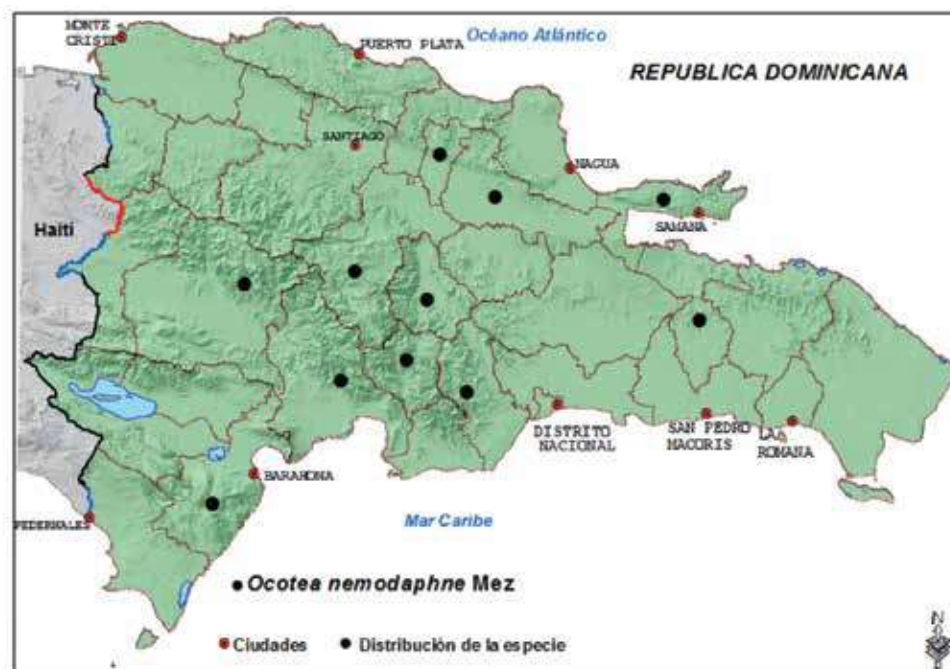 MONTE
CRISTI
PUERTO PLATA
Océano Atlántico
REPUBLICA DOMINICANA
SANTIAGO
NAGUA
SAMANA
Haití
DISTRITO
NACIONAL
SAN PEDRO
MACORIS
LA
ROMANA
BARAHONA
PEDERNALES
Mar Caribe
Ocotea nemodaphne Mez
Ciudades
Distribución de la especie
N